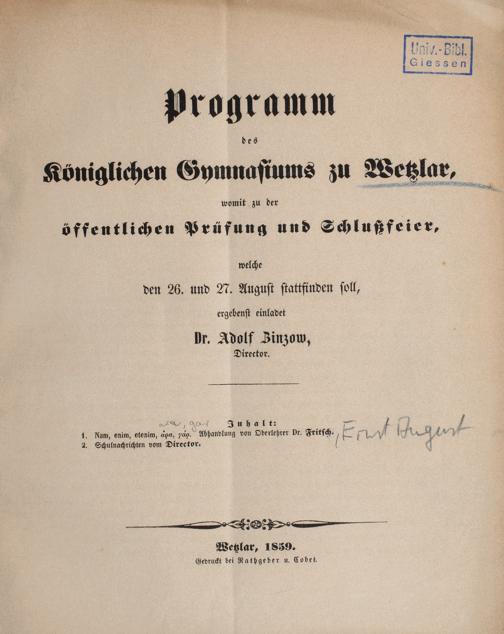 Univ.-Bibl.
Giessen
Programm
des
Königlichen Gymnasiums zu Wetzlar,
womit zu der
öffentlichen Prüfung und Schlußfeier,
welche
den 26. und 27. August stattfinden soll,
ergebenst einladet
Dr. Adolf Zinzow,
Director.
Inhalt:
1. Nam, enim, etenim, ἄρα, γάρ. Abhandlung von Oberlehrer Dr. Fritsch. , Ernst August
2. Schulnachrichten vom Director.
Wetzlar, 1859.
Gedruckt bei Rathgeber u. Cobet.